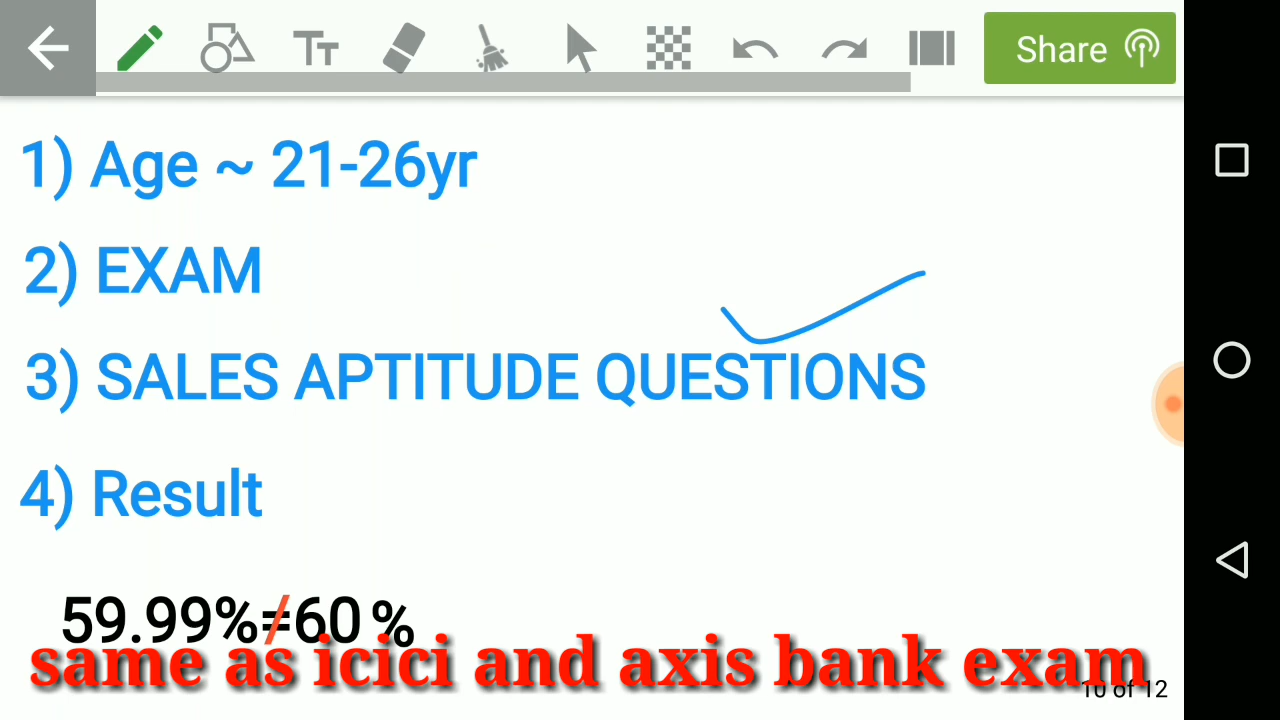 Share
1) Age ~ 21-26yr
2) EXAM
3) SALES APTITUDE QUESTIONS
4) Result
59.99%≠60%
same as icici and axis bank exam
10 of 12